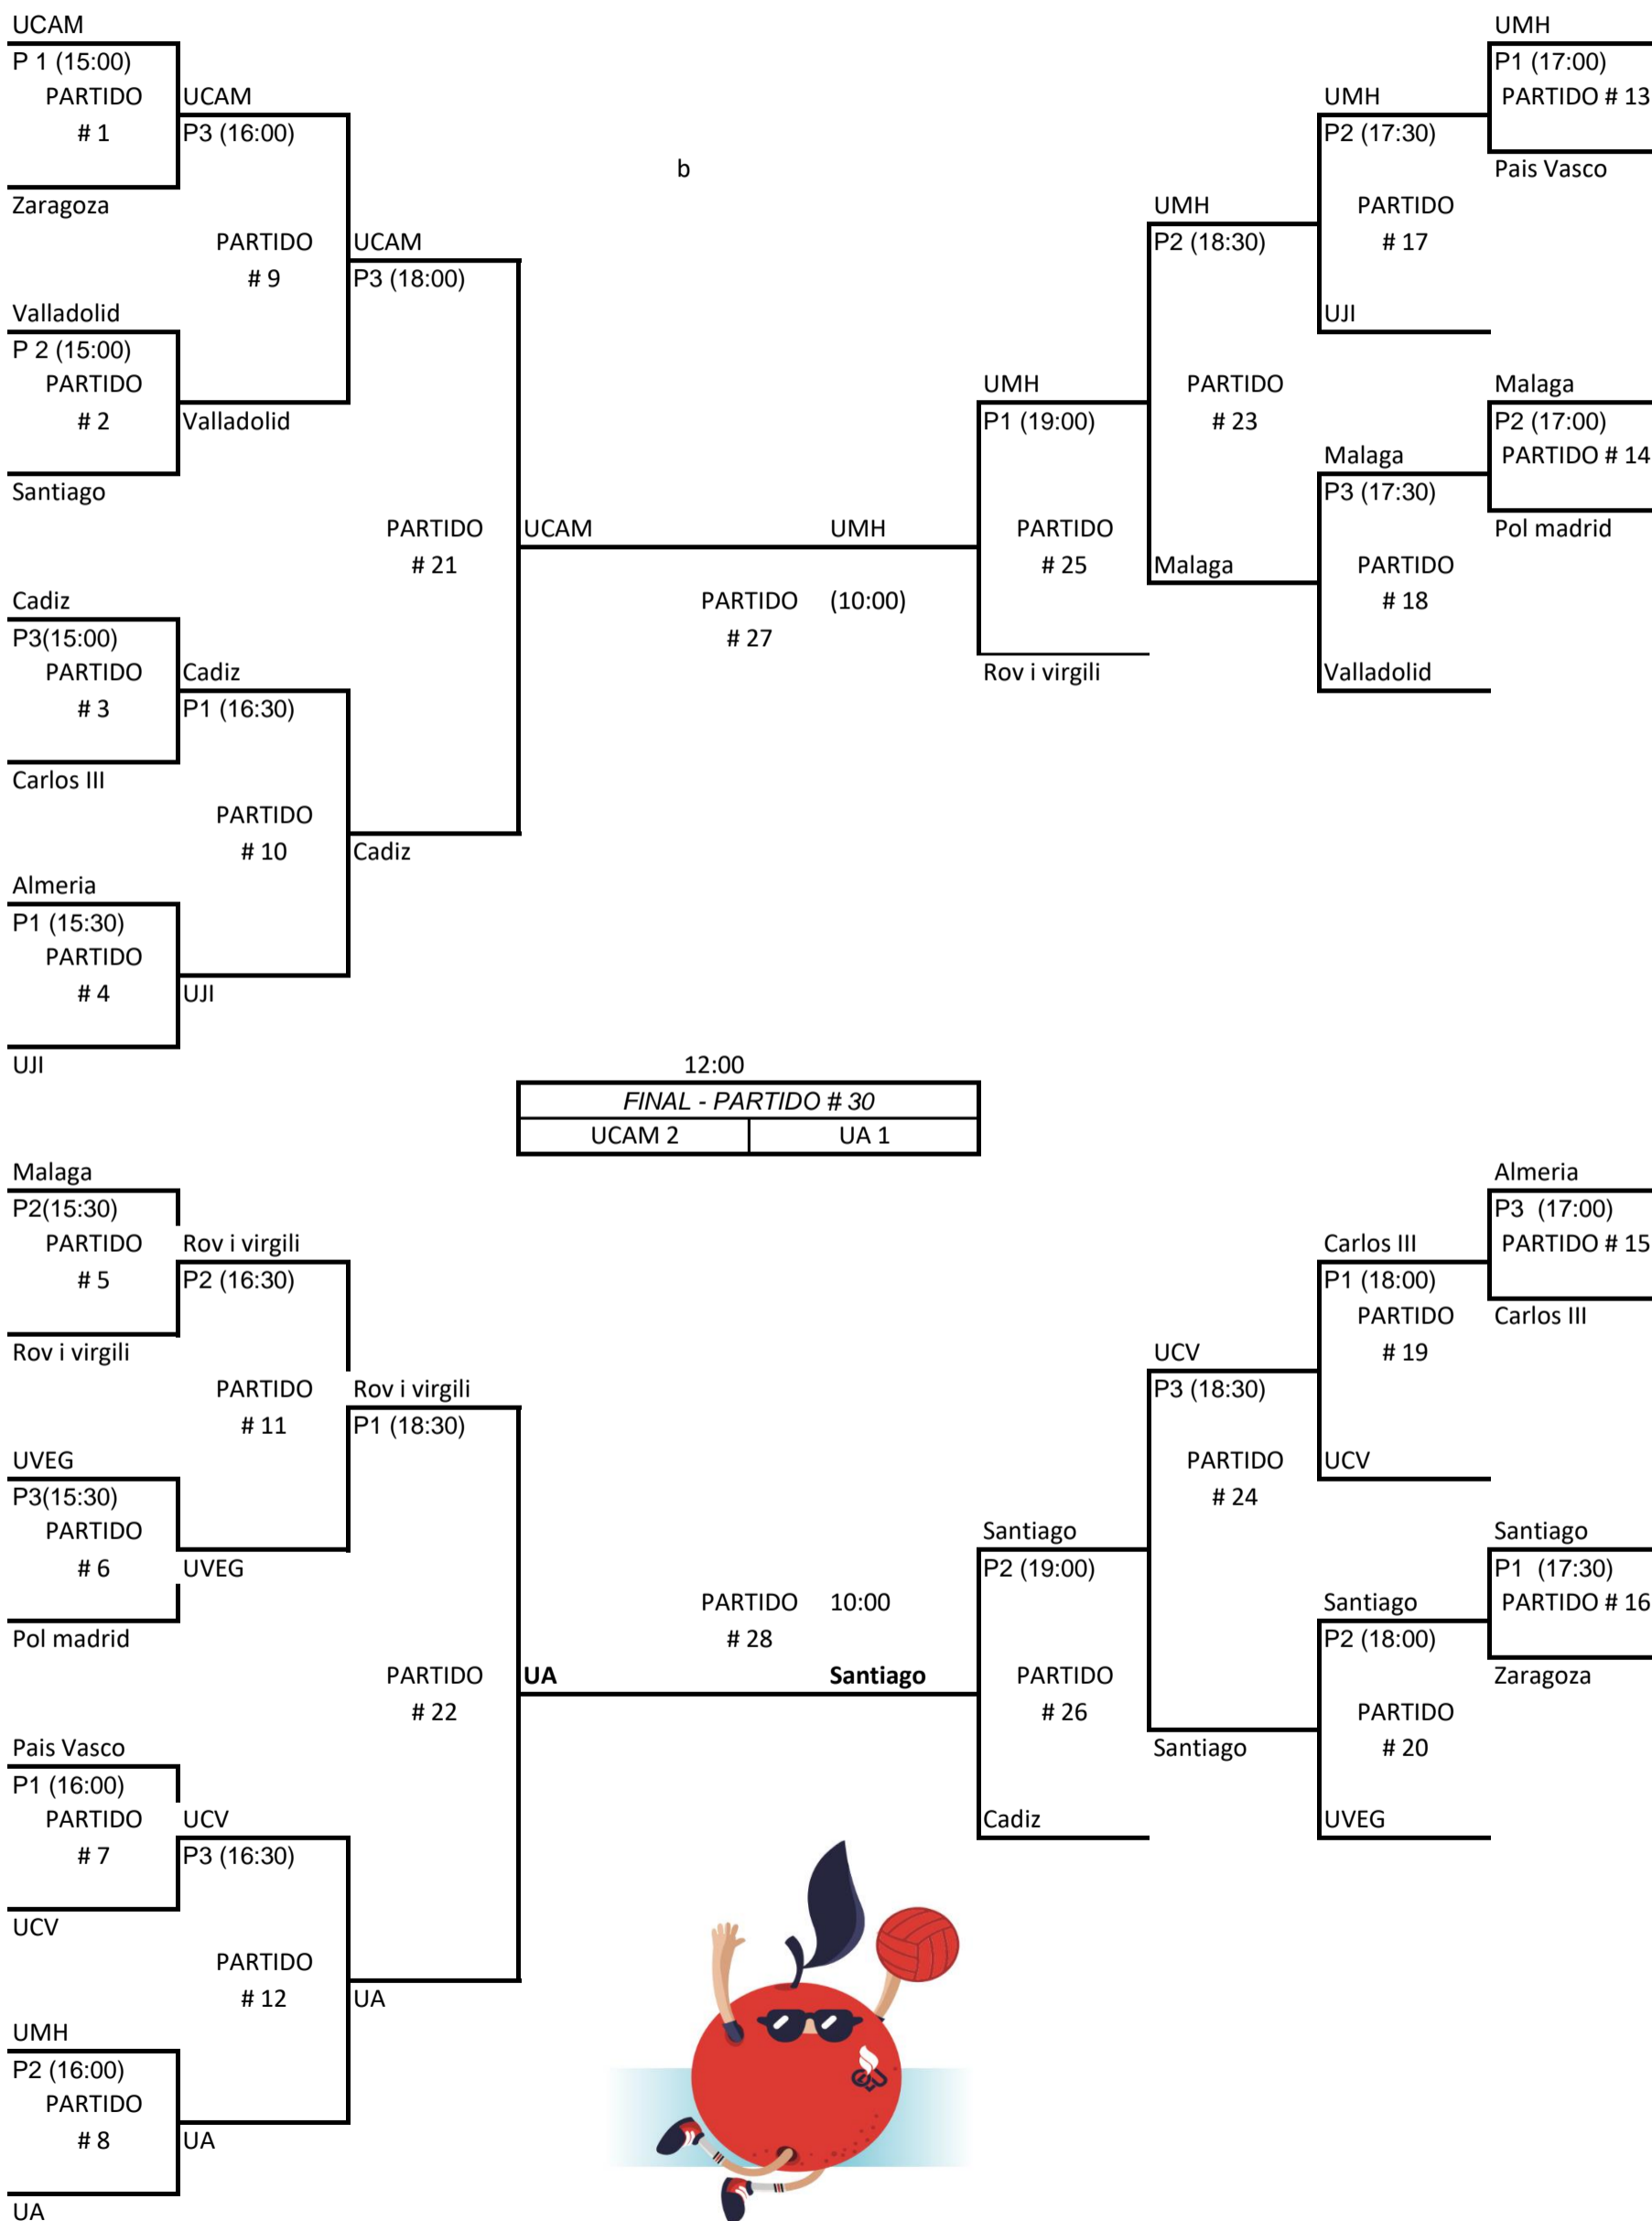 UCAM
P 1 (15:00)
PARTIDO
# 1
Zaragoza
UCAM
P3 (16:00)
PARTIDO
# 9
Valladolid
P 2 (15:00)
PARTIDO
# 2
Santiago
Valladolid
UCAM
P3 (18:00)
PARTIDO
# 21
Cadiz
P3(15:00)
PARTIDO
# 3
Carlos III
Cadiz
P1 (16:30)
PARTIDO
# 10
Cadiz
Almeria
P1 (15:30)
PARTIDO
# 4
UJI
UJI
b
UCAM
UMH
PARTIDO (10:00)
# 27
UMH
P1 (17:00)
PARTIDO # 13
Pais Vasco
UMH
P2 (17:30)
PARTIDO
# 17
UJI
UMH
P2 (18:30)
PARTIDO
# 23
Malaga
Malaga
P2 (17:00)
PARTIDO # 14
Pol madrid
Malaga
P3 (17:30)
PARTIDO
# 18
Valladolid
UMH
P1 (19:00)
PARTIDO
# 25
Rov i virgili
12:00
FINAL - PARTIDO # 30
UCAM 2 UA 1
Malaga
P2(15:30)
PARTIDO
# 5
Rov i virgili
Rov i virgili
P2 (16:30)
PARTIDO
# 11
UVEG
P3(15:30)
PARTIDO
# 6
Pol madrid
UVEG
Rov i virgili
P1 (18:30)
PARTIDO
# 22
Pais Vasco
P1 (16:00)
PARTIDO
# 7
UCV
UCV
P3 (16:30)
PARTIDO
# 12
UA
UMH
P2 (16:00)
PARTIDO
# 8
UA
UA
PARTIDO 10:00
# 28
UA
Santiago
Almeria
P3 (17:00)
PARTIDO # 15
Carlos III
Carlos III
P1 (18:00)
PARTIDO
# 19
UCV
UCV
P3 (18:30)
PARTIDO
# 24
Santiago
Santiago
P1 (17:30)
PARTIDO # 16
Zaragoza
Santiago
P2 (18:00)
PARTIDO
# 20
UVEG
Santiago
P2 (19:00)
PARTIDO
# 26
Cadiz